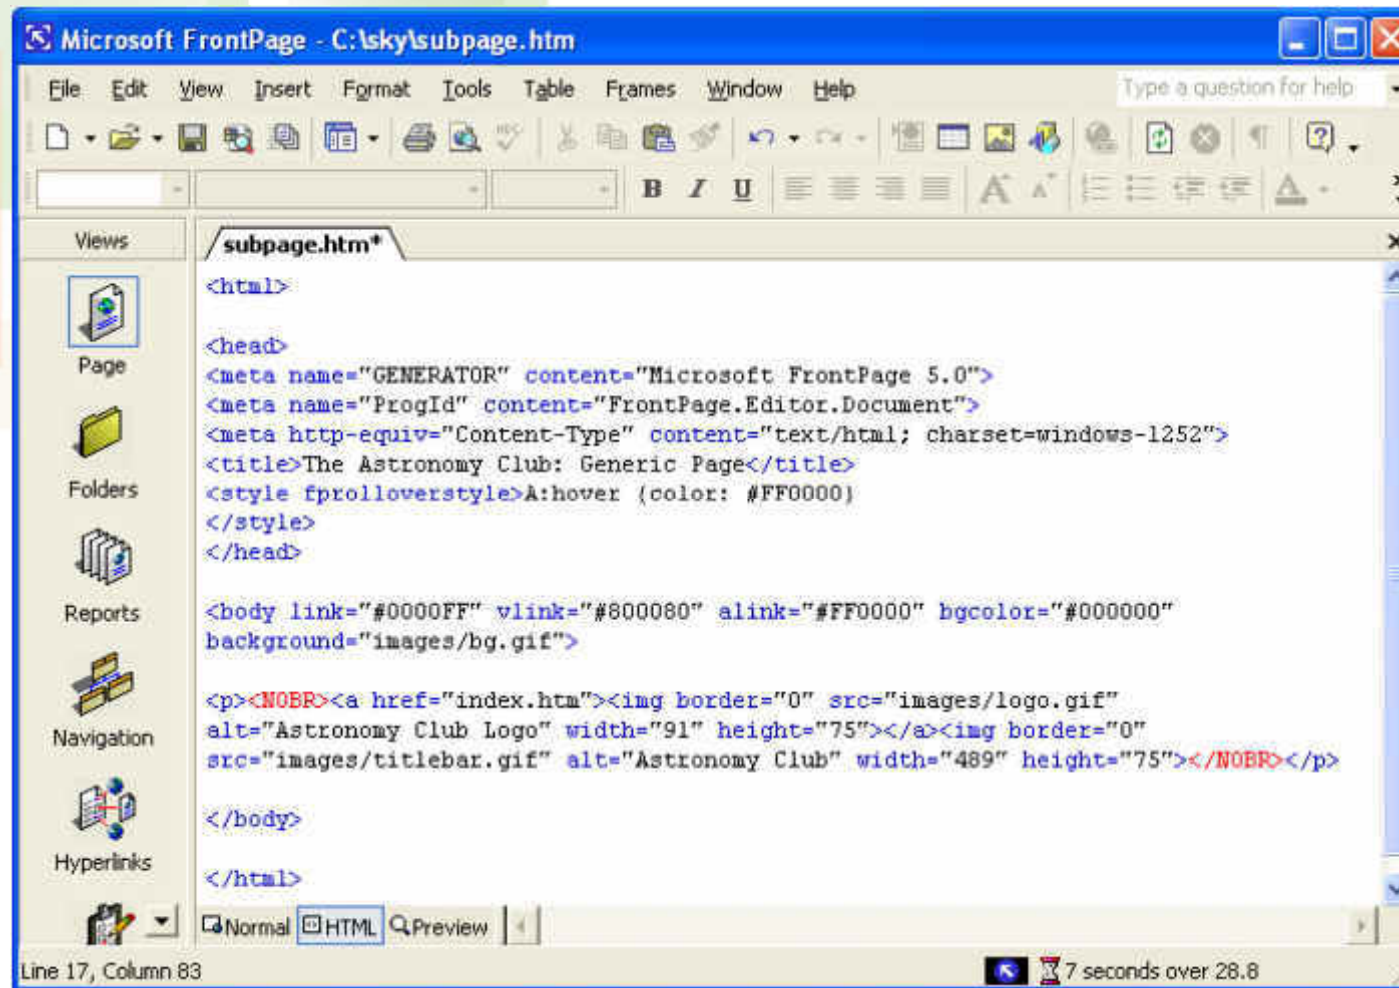 Microsoft FrontPage - C:\sky\subpage.htm
File Edit View Insert Format Tools Table Frames Window Help Type a question for help
B I U A A A
Views subpage.htm*
<html>
<head>
Page
<meta name="GENERATOR" content="Microsoft FrontPage 5.0">
<meta name="ProgId" content="FrontPage.Editor.Document">
<meta http-equiv="Content-Type" content="text/html; charset=windows-1252">
<title>The Astronomy Club: Generic Page</title>
Folders
<style fprolloverstyle>A:hover {color: #FF0000}
</style>
</head>
Reports
<body link="#0000FF" vlink="#800080" alink="#FF0000" bgcolor="#000000"
background="images/bg.gif">
<p><NOBR><a href="index.htm"><img border="0" src="images/logo.gif"
alt="Astronomy Club Logo" width="91" height="75"></a><img border="0"
Navigation
src="images/titlebar.gif" alt="Astronomy Club" width="489" height="75"></NOBR></p>
</body>
Hyperlinks
</html>
Normal HTML Preview
Line 17, Column 83 7 seconds over 28.8